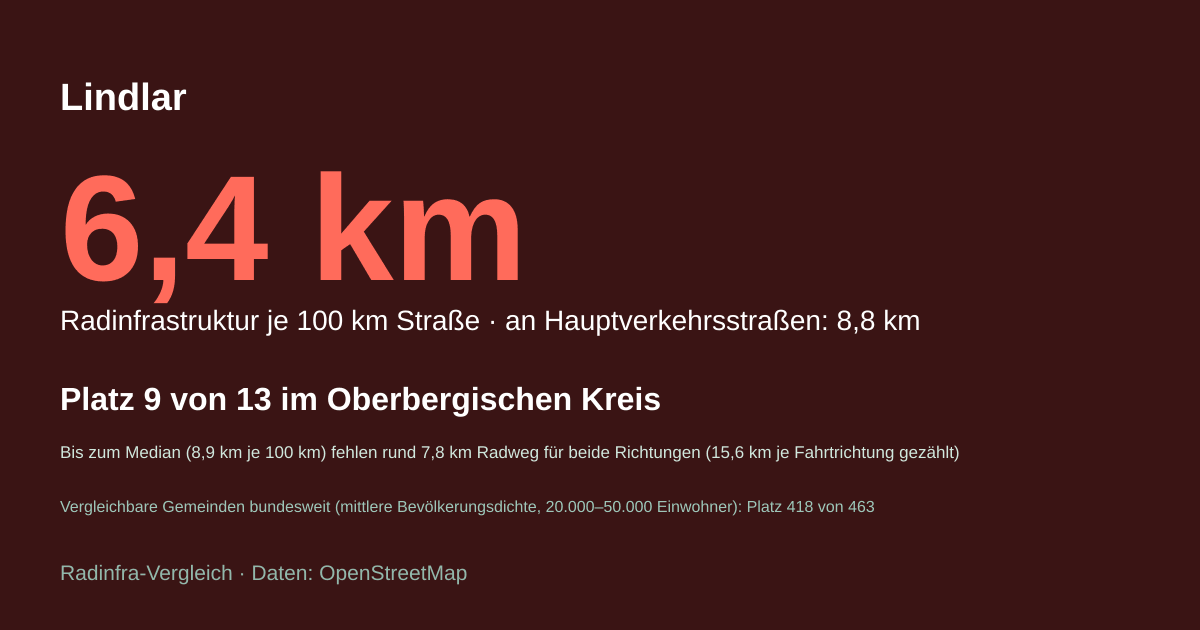 Lindlar
6,4 km
Radinfrastruktur je 100 km Straße · an Hauptverkehrsstraßen: 8,8 km
Platz 9 von 13 im Oberbergischen Kreis
Bis zum Median (8,9 km je 100 km) fehlen rund 7,8 km Radweg für beide Richtungen (15,6 km je Fahrtrichtung gezählt)
Vergleichbare Gemeinden bundesweit (mittlere Bevölkerungsdichte, 20.000–50.000 Einwohner): Platz 418 von 463
Radinfra-Vergleich · Daten: OpenStreetMap